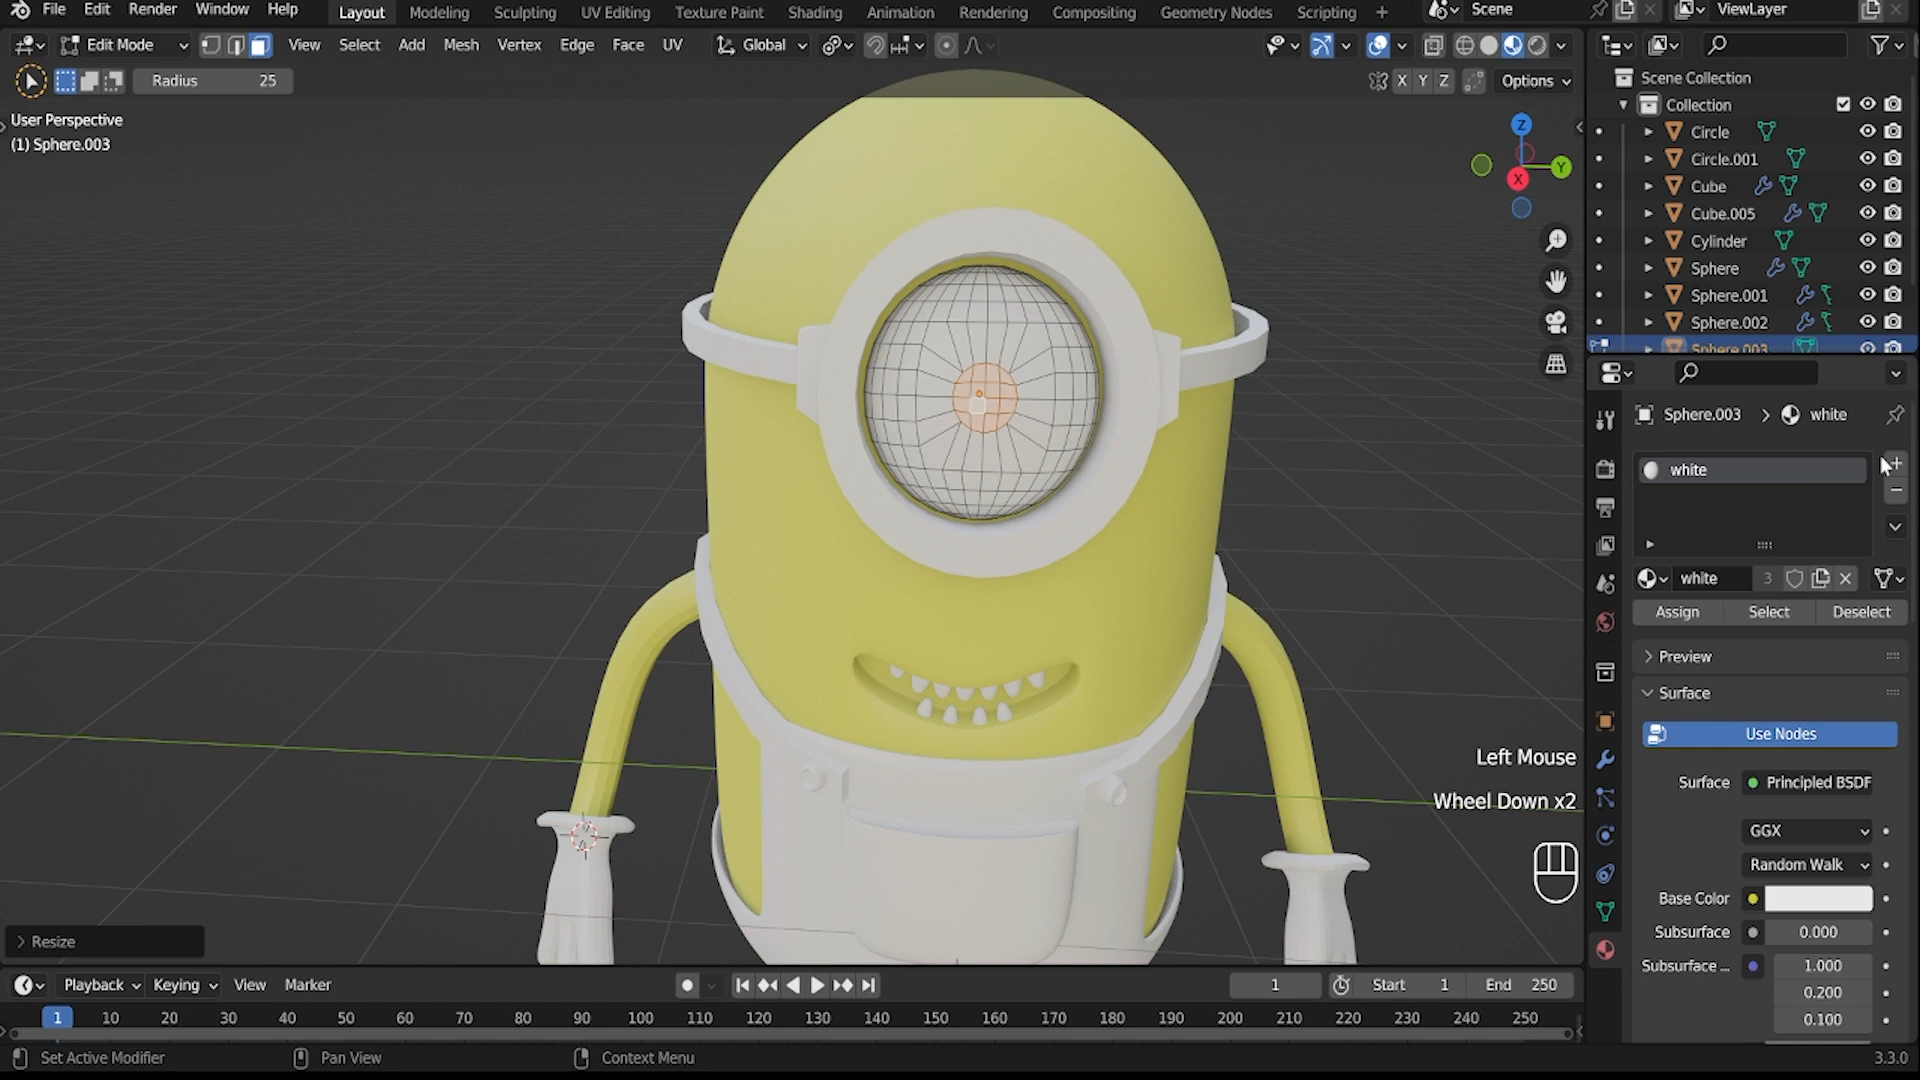 File Edit Render Window Help Layout Modeling Sculpting UV Editing Texture Paint Shading Animation Rendering Compositing Geometry Nodes Scripting + Scene ViewLayer
Edit Mode View Select Add Mesh Vertex Edge Face UV Global
Radius 25 X Y Z Options
User Perspective
(1) Sphere.003
Z
Y
X
Scene Collection
Collection
Circle
Circle.001
Cube
Cube.005
Cylinder
Sphere
Sphere.001
Sphere.002
Sphere.003
Sphere.003 white
white
white 3
Assign Select Deselect
Preview
Surface
Use Nodes
Surface Principled BSDF
GGX
Random Walk
Base Color
Subsurface 0.000
Subsurface ... 1.000
0.200
0.100
Left Mouse
Wheel Down x2
Resize
Playback Keying View Marker 1 Start 1 End 250
1 10 20 30 40 50 60 70 80 90 100 110 120 130 140 150 160 170 180 190 200 210 220 230 240 250
Set Active Modifier Pan View Context Menu 3.3.0